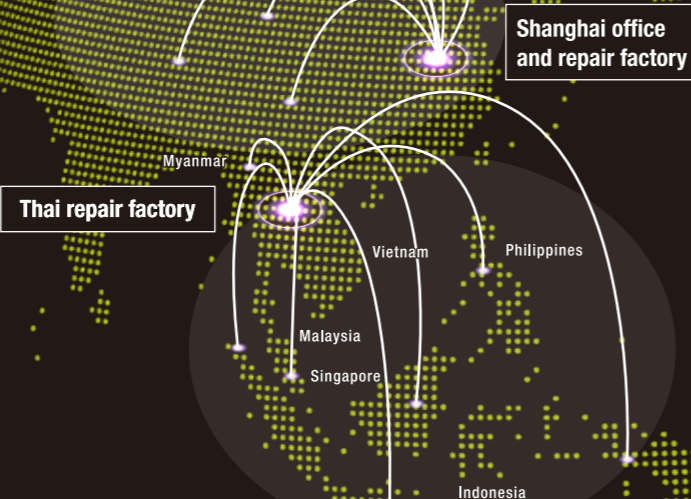 Shanghai office
and repair factory
Myanmar
Thai repair factory
Vietnam
Philippines
Malaysia
Singapore
Indonesia